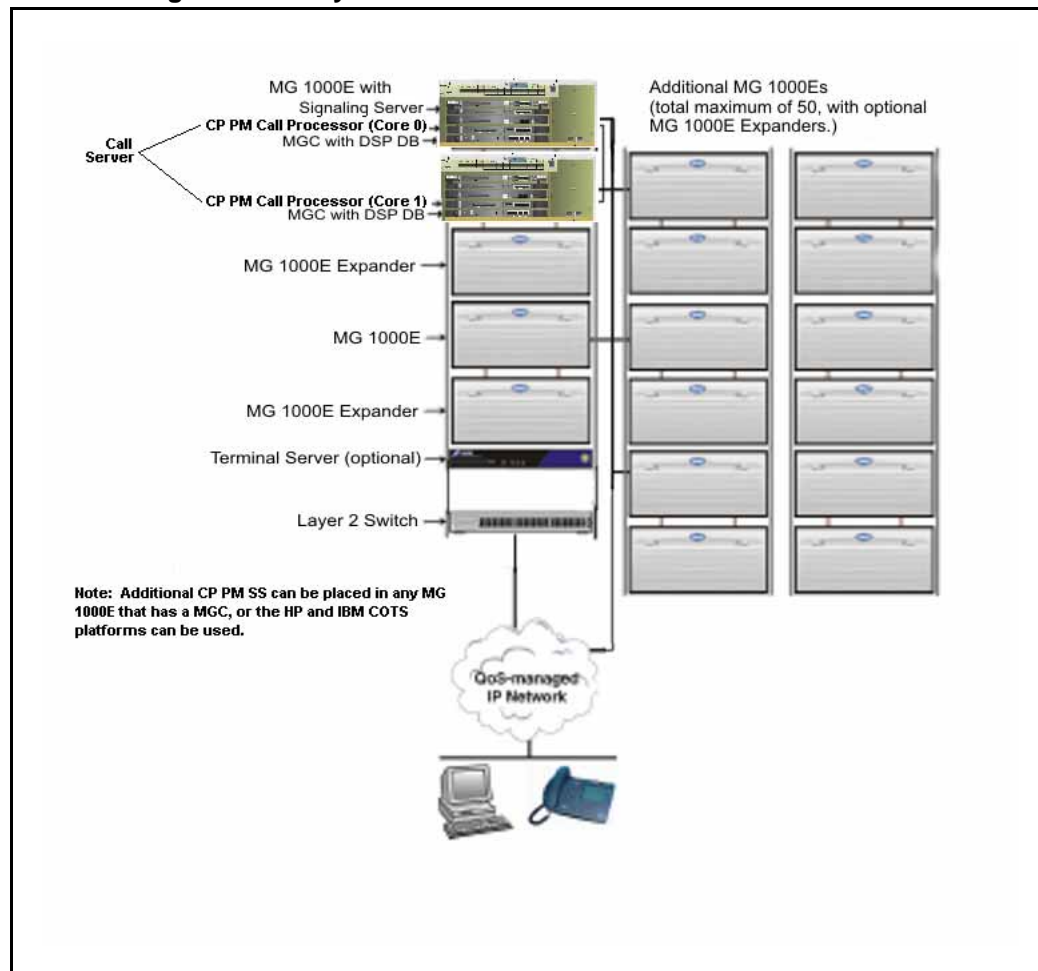 MG 1000E with
Signaling Server
CP PM Call Processor (Core 0)
MGC with DSP DB
Call
Server
CP PM Call Processor (Core 1)
MGC with DSP DB
MG 1000E Expander
MG 1000E
MG 1000E Expander
Terminal Server (optional)
Layer 2 Switch
Additional MG 1000Es
(total maximum of 50, with optional
MG 1000E Expanders.)
Note: Additional CP PM SS can be placed in any MG
1000E that has a MGC, or the HP and IBM COTS
platforms can be used.
QoS-managed
IP Network